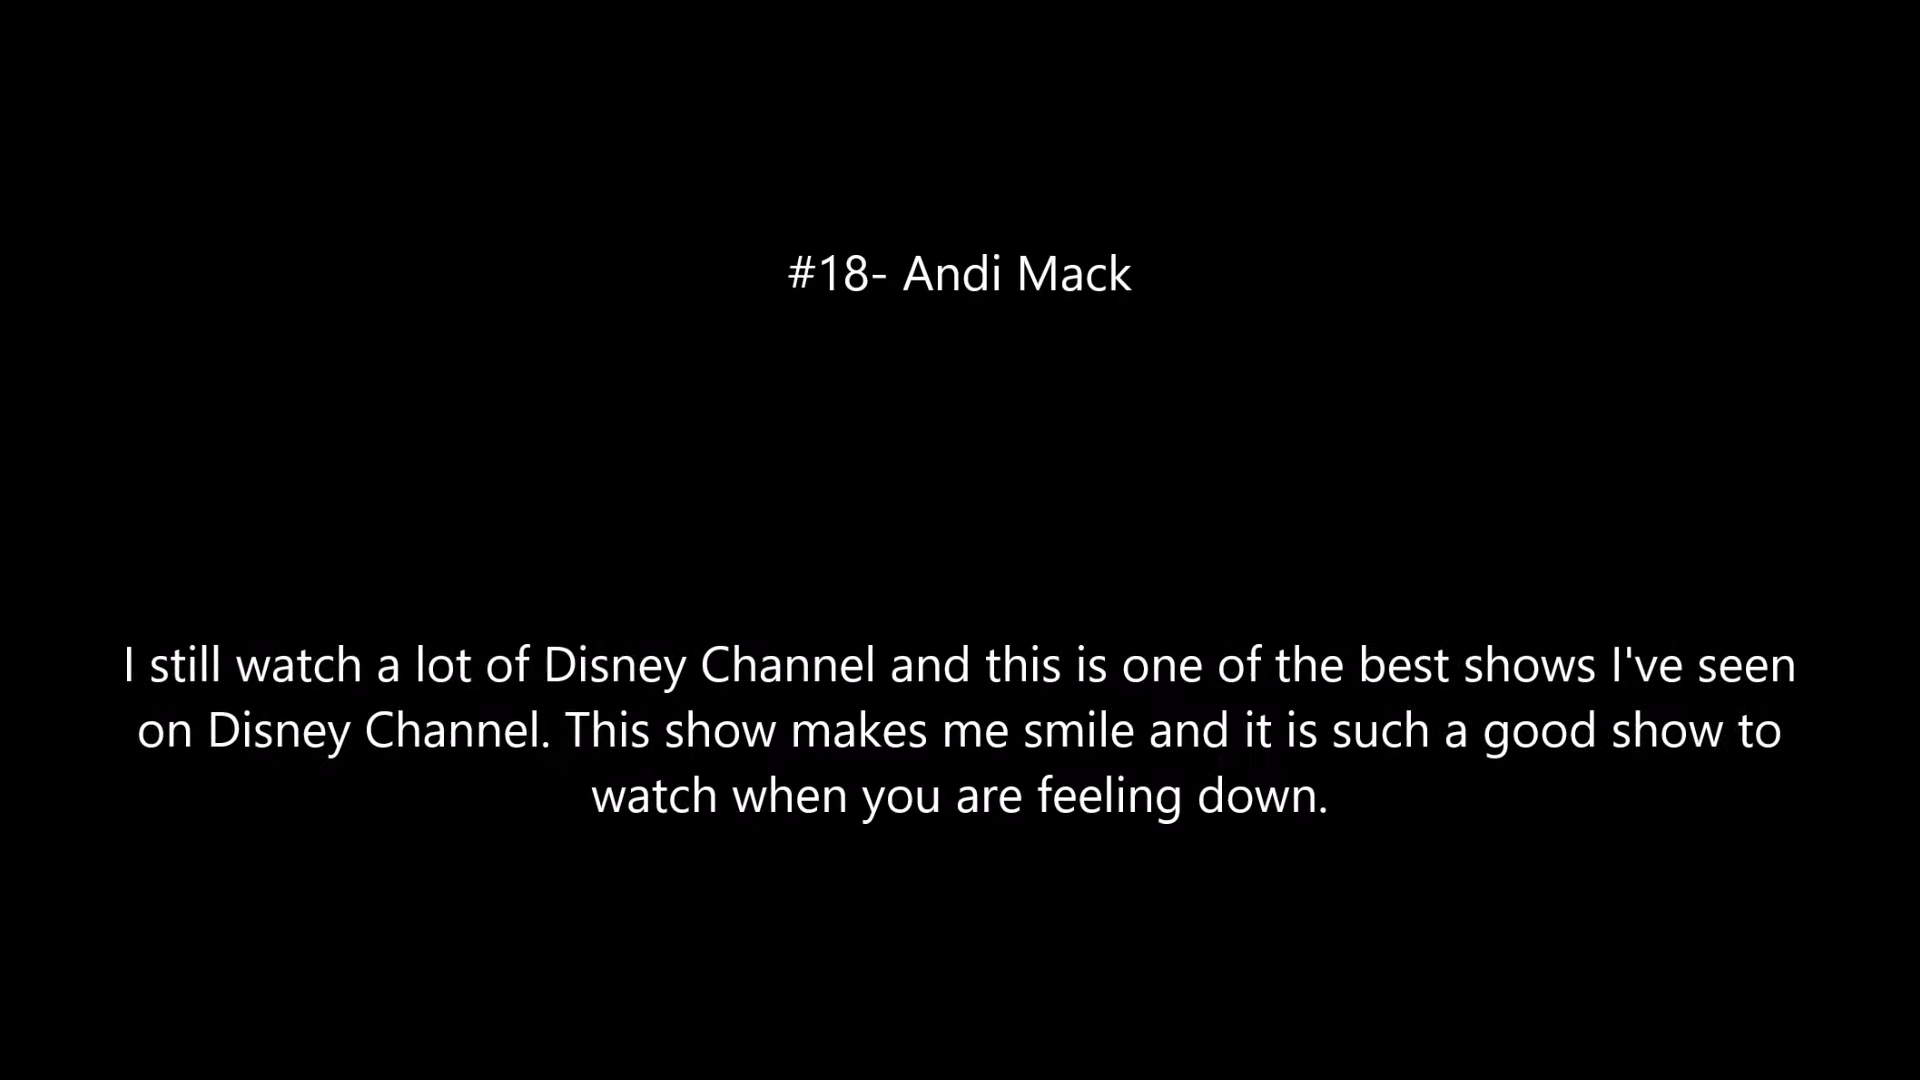 #18- Andi Mack
I still watch a lot of Disney Channel and this is one of the best shows I've seen
on Disney Channel. This show makes me smile and it is such a good show to
watch when you are feeling down.